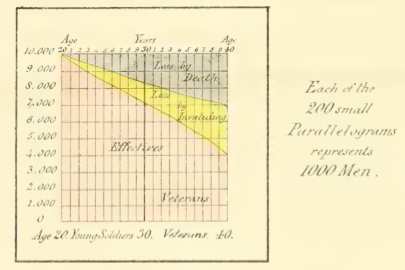 Age Years Age
20 1 2 3 4 5 6 7 8 9 30 1 2 3 4 5 6 7 8 9 40
10.000
9.000
8.000
7.000
6.000
5.000
4.000
3.000
2.000
1.000
0
Loss by
Death
Loss
by
Invaliding
Effectives
Veterans
Age 20. Young Soldiers 30. Veterans. 40.
Each of the
200 small
Parallelograms
represents
1000 Men.